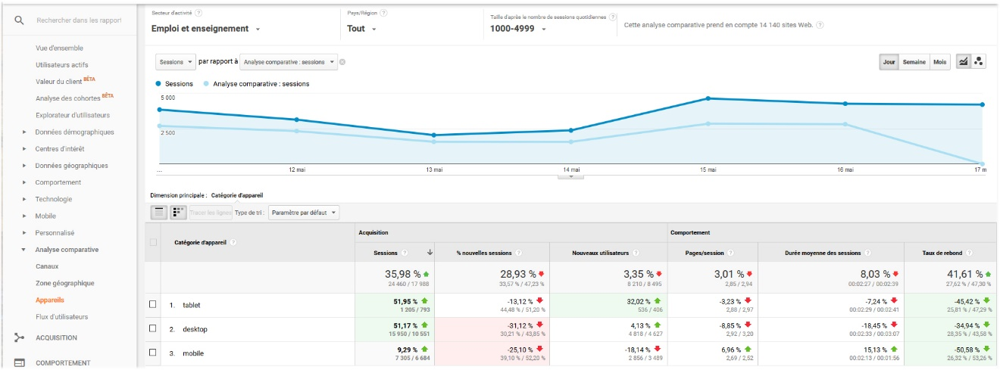 Rechercher dans les rapport
Vue d'ensemble
Utilisateurs actifs
Valeur du client BÊTA
Analyse des cohortes BÊTA
Explorateur d'utilisateurs
Données démographiques
Centres d'intérêt
Données géographiques
Comportement
Technologie
Mobile
Personnalisé
Analyse comparative
Canaux
Zone géographique
Appareils
Flux d'utilisateurs
ACQUISITION
COMPORTEMENT
Secteur d'activité ?
Emploi et enseignement
Pays/Région ?
Tout
Taille d'après le nombre de sessions quotidiennes ?
1000-4999
Cette analyse comparative prend en compte 14 140 sites Web. ?
Sessions par rapport à Analyse comparative : sessions
Jour Semaine Mois
Sessions Analyse comparative : sessions
5 000
2 500
... 12 mai 13 mai 14 mai 15 mai 16 mai 17 m
Dimension principale : Catégorie d'appareil
Tracer les lignes Type de tri : Paramètre par défaut
Catégorie d'appareil ? Acquisition Comportement
Sessions ? % nouvelles sessions ? Nouveaux utilisateurs ? Pages/session ? Durée moyenne des sessions ? Taux de rebond ?
35,98 % 28,93 % 3,35 % 3,01 % 8,03 % 41,61 %
24 460 / 17 988 33,57 % / 47,23 % 8 210 / 8 495 2,85 / 2,94 00:02:27 / 00:02:39 27,62 % / 47,30 %
1. tablet 51,95 % -13,12 % 32,02 % -3,23 % -7,24 % -45,42 %
1 205 / 793 44,48 % / 51,20 % 536 / 406 2,88 / 2,97 00:02:29 / 00:02:41 25,81 % / 47,29 %
2. desktop 51,17 % -31,12 % 4,13 % -8,85 % -18,45 % -34,94 %
15 950 / 10 551 30,21 % / 43,85 % 4 818 / 4 627 2,92 / 3,20 00:02:33 / 00:03:07 28,35 % / 43,58 %
3. mobile 9,29 % -25,10 % -18,14 % 6,96 % 15,13 % -50,58 %
7 305 / 6 684 39,10 % / 52,20 % 2 856 / 3 489 2,69 / 2,52 00:02:13 / 00:01:56 26,32 % / 53,26 %